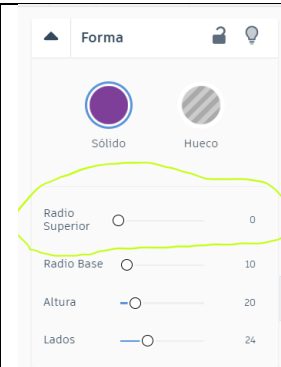 Forma
Sólido Hueco
Radio
Superior 0
Radio Base 10
Altura 20
Lados 24